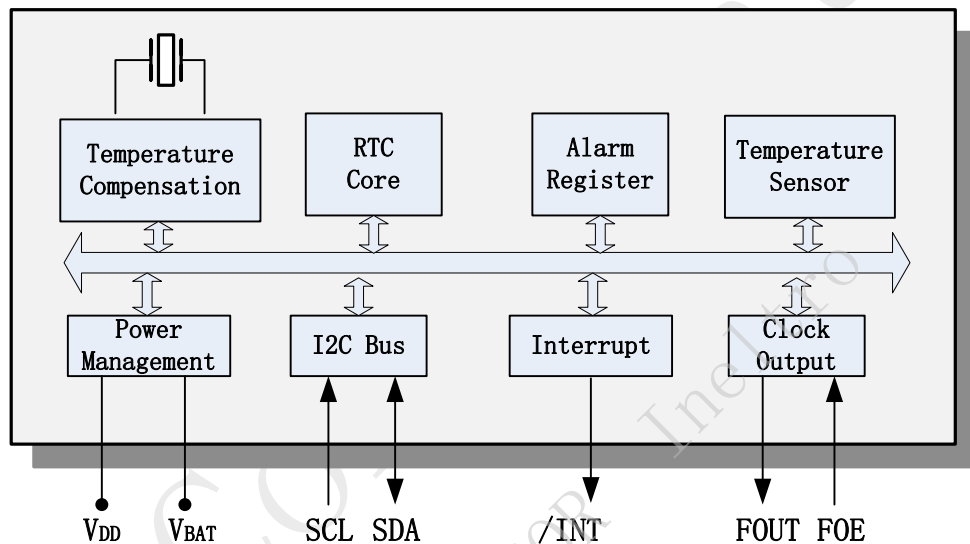 Temperature
Compensation
RTC
Core
Alarm
Register
Temperature
Sensor
Power
Management
I2C Bus
Interrupt
Clock
Output
VDD
VBAT
SCL
SDA
/INT
FOUT
FOE
Ineltro